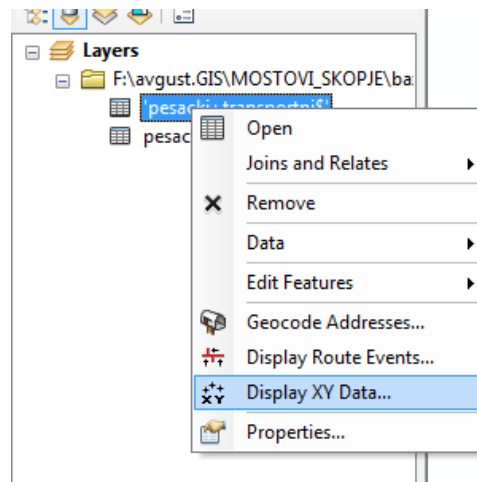 Layers
F:\avgust.GIS\MOSTOVI_SKOPJE\ba
'pesacki+transportni$'
pesac
Open
Joins and Relates
Remove
Data
Edit Features
Geocode Addresses...
Display Route Events...
Display XY Data...
Properties...